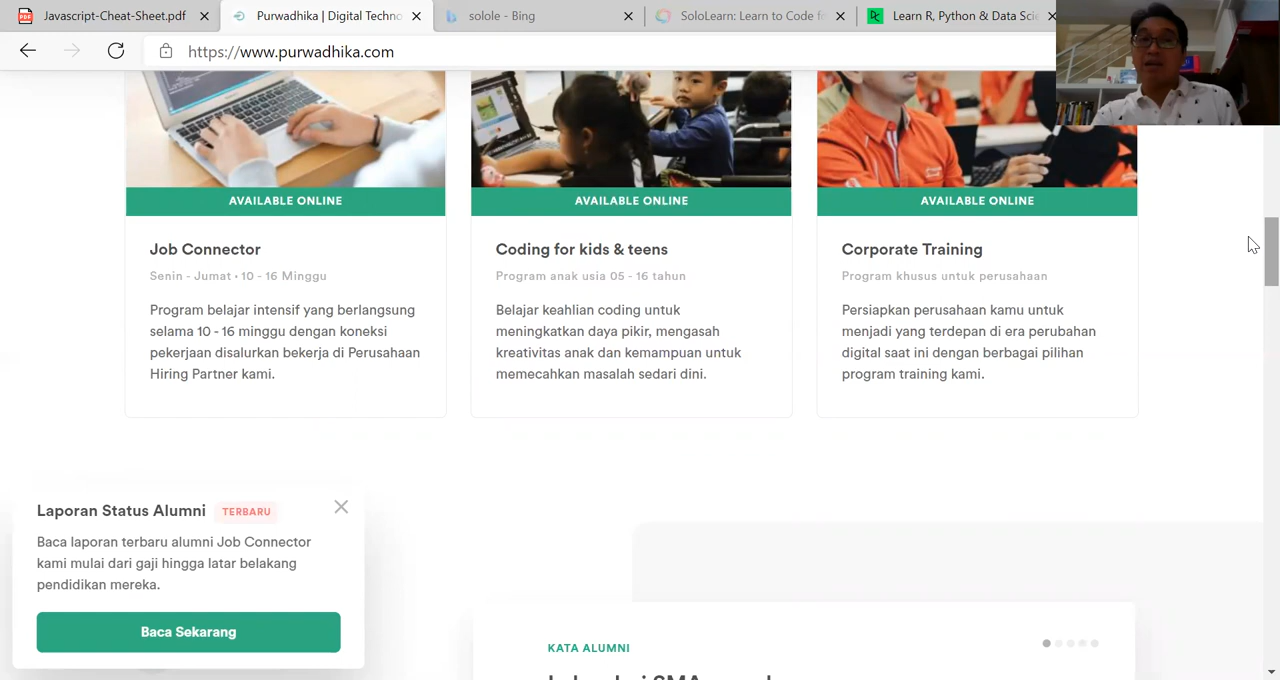 Javascript-Cheat-Sheet.pdf
Purwadhika | Digital Techno
solole - Bing
SoloLearn: Learn to Code fo
Learn R, Python & Data Scie
https://www.purwadhika.com
AVAILABLE ONLINE
Job Connector
Senin - Jumat • 10 - 16 Minggu
Program belajar intensif yang berlangsung
selama 10 - 16 minggu dengan koneksi
pekerjaan disalurkan bekerja di Perusahaan
Hiring Partner kami.
AVAILABLE ONLINE
Coding for kids & teens
Program anak usia 05 - 16 tahun
Belajar keahlian coding untuk
meningkatkan daya pikir, mengasah
kreativitas anak dan kemampuan untuk
memecahkan masalah sedari dini.
AVAILABLE ONLINE
Corporate Training
Program khusus untuk perusahaan
Persiapkan perusahaan kamu untuk
menjadi yang terdepan di era perubahan
digital saat ini dengan berbagai pilihan
program training kami.
Laporan Status Alumni TERBARU
Baca laporan terbaru alumni Job Connector
kami mulai dari gaji hingga latar belakang
pendidikan mereka.
Baca Sekarang
KATA ALUMNI